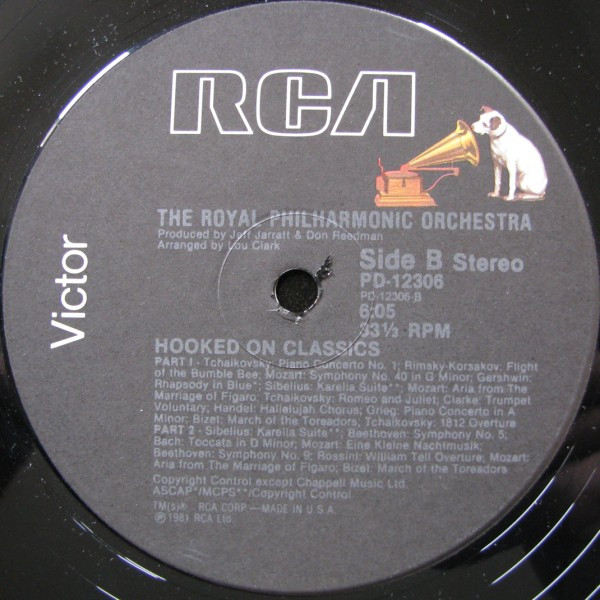 RCA
Victor
THE ROYAL PHILHARMONIC ORCHESTRA
Produced by Jeff Jarratt & Don Reedman
Arranged by Lou Clark
Side B Stereo
PD-12306
PD-12306-B
6:05
33⅓ RPM
HOOKED ON CLASSICS
PART 1 - Tchaikovsky: Piano Concerto No. 1; Rimsky-Korsakov: Flight
of the Bumble Bee; Mozart: Symphony No. 40 in G Minor; Gershwin:
Rhapsody in Blue*; Sibelius: Karelia Suite**; Mozart: Aria from The
Marriage of Figaro; Tchaikovsky: Romeo and Juliet; Clarke: Trumpet
Voluntary; Handel: Hallelujah Chorus; Grieg: Piano Concerto in A
Minor; Bizet: March of the Toreadors; Tchaikovsky: 1812 Overture
PART 2 - Sibelius: Karelia Suite**; Beethoven: Symphony No. 5;
Bach: Toccata in D Minor; Mozart: Eine Kleine Nachtmusik;
Beethoven: Symphony No. 9; Rossini: William Tell Overture; Mozart:
Aria from The Marriage of Figaro; Bizet: March of the Toreadors
Copyright Control except Chappell Music Ltd.
ASCAP*/MCPS**/Copyright Control
TM(s)® RCA CORP — MADE IN U.S.A.
℗1981 RCA Ltd.